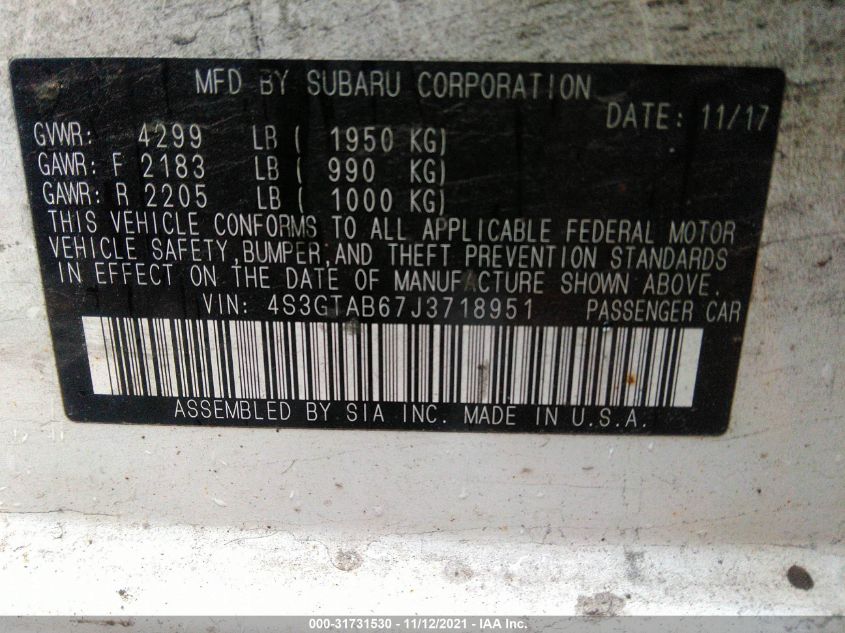 MFD BY SUBARU CORPORATION
DATE: 11/17
GVWR: 4299 LB ( 1950 KG)
GAWR: F 2183 LB ( 990 KG)
GAWR: R 2205 LB ( 1000 KG)
THIS VEHICLE CONFORMS TO ALL APPLICABLE FEDERAL MOTOR
VEHICLE SAFETY, BUMPER, AND THEFT PREVENTION STANDARDS
IN EFFECT ON THE DATE OF MANUFACTURE SHOWN ABOVE.
VIN: 4S3GTAB67J3718951 PASSENGER CAR
ASSEMBLED BY SIA INC. MADE IN U.S.A.
000-31731530 - 11/12/2021 - IAA Inc.